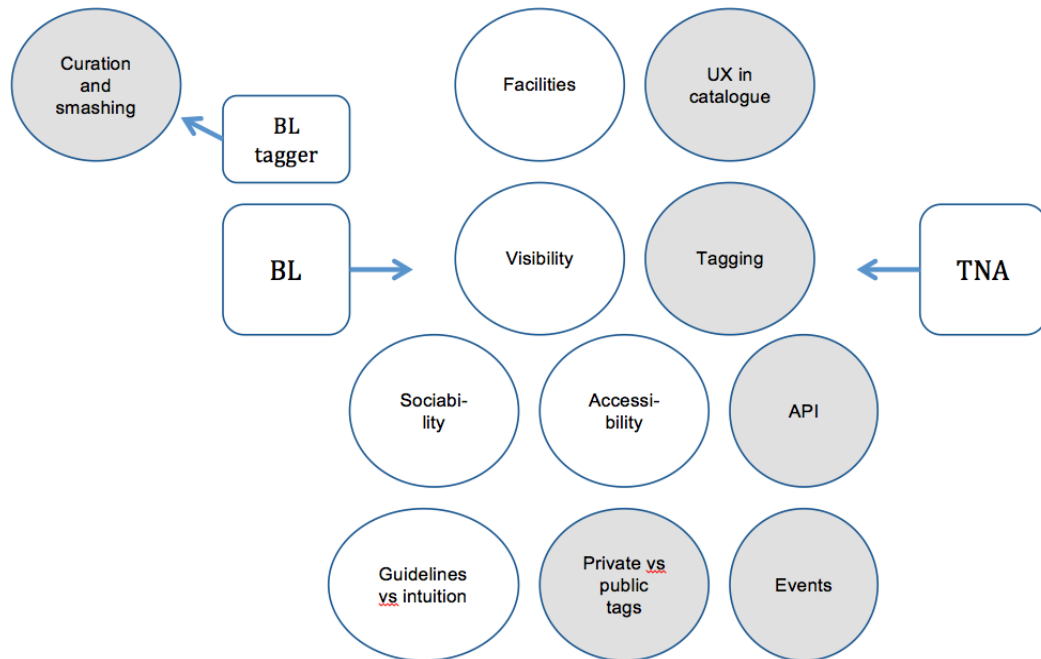 Curation
and
smashing
BL
tagger
Facilities
UX in
catalogue
BL
Visibility
Tagging
TNA
Sociabi-
lity
Accessi-
bility
API
Guidelines
vs intuition
Private vs
public
tags
Events